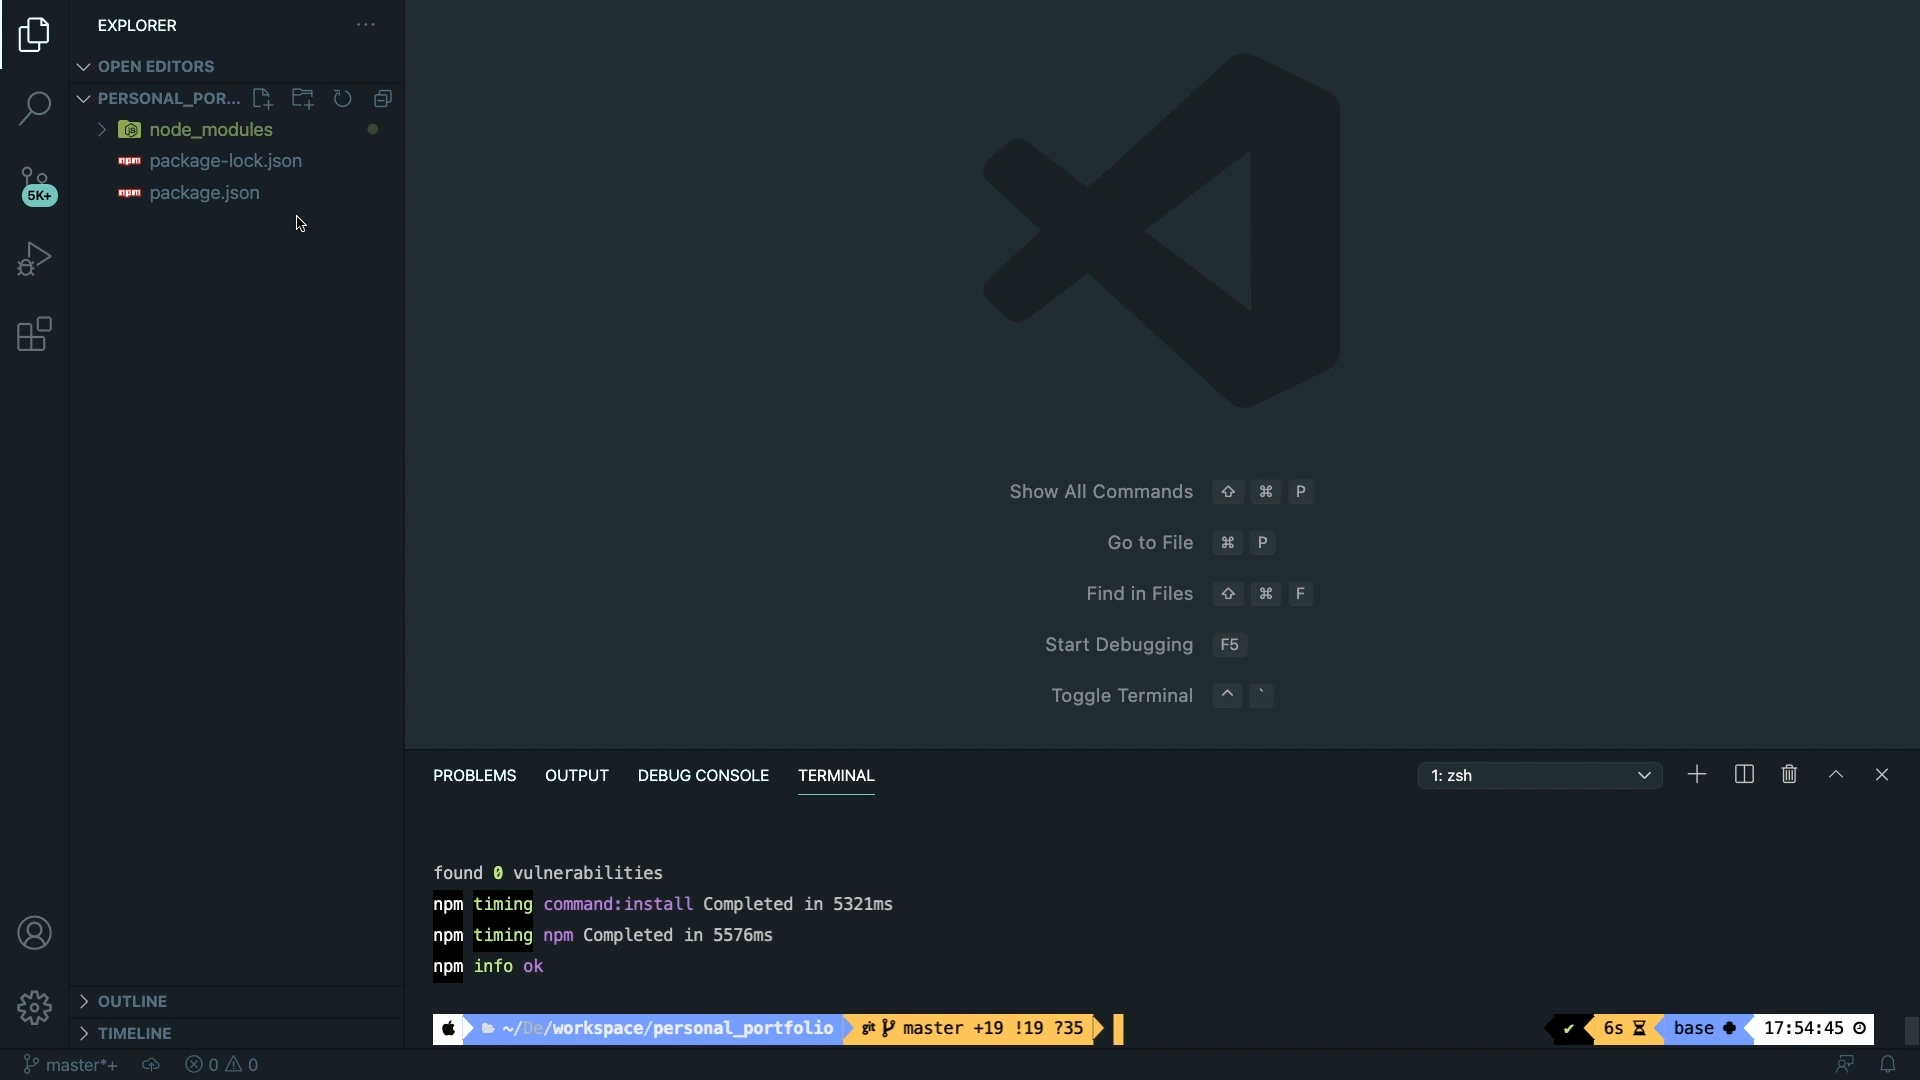 EXPLORER
OPEN EDITORS
PERSONAL_POR...
node_modules
package-lock.json
package.json
5K+
Show All Commands ⇧ ⌘ P
Go to File ⌘ P
Find in Files ⇧ ⌘ F
Start Debugging F5
Toggle Terminal ^ `
PROBLEMS OUTPUT DEBUG CONSOLE TERMINAL
1: zsh
found 0 vulnerabilities
npm timing command:install Completed in 5321ms
npm timing npm Completed in 5576ms
npm info ok
~/De/workspace/personal_portfolio git master +19 !19 ?35
✔ 6s base 17:54:45
OUTLINE
TIMELINE
master*+ 0 0